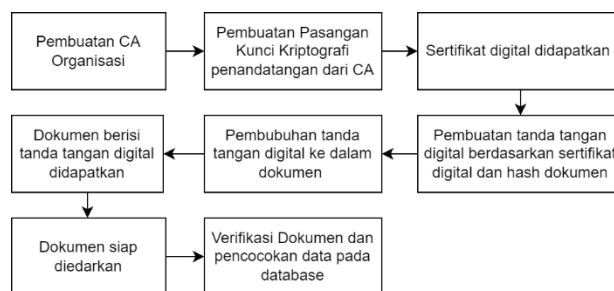 Pembuatan CA
Organisasi
Pembuatan Pasangan
Kunci Kriptografi
penandatangan dari CA
Sertifikat digital didapatkan
Pembuatan tanda tangan
digital berdasarkan sertifikat
digital dan hash dokumen
Pembubuhan tanda
tangan digital ke dalam
dokumen
Dokumen berisi
tanda tangan digital
didapatkan
Dokumen siap
diedarkan
Verifikasi Dokumen dan
pencocokan data pada
database